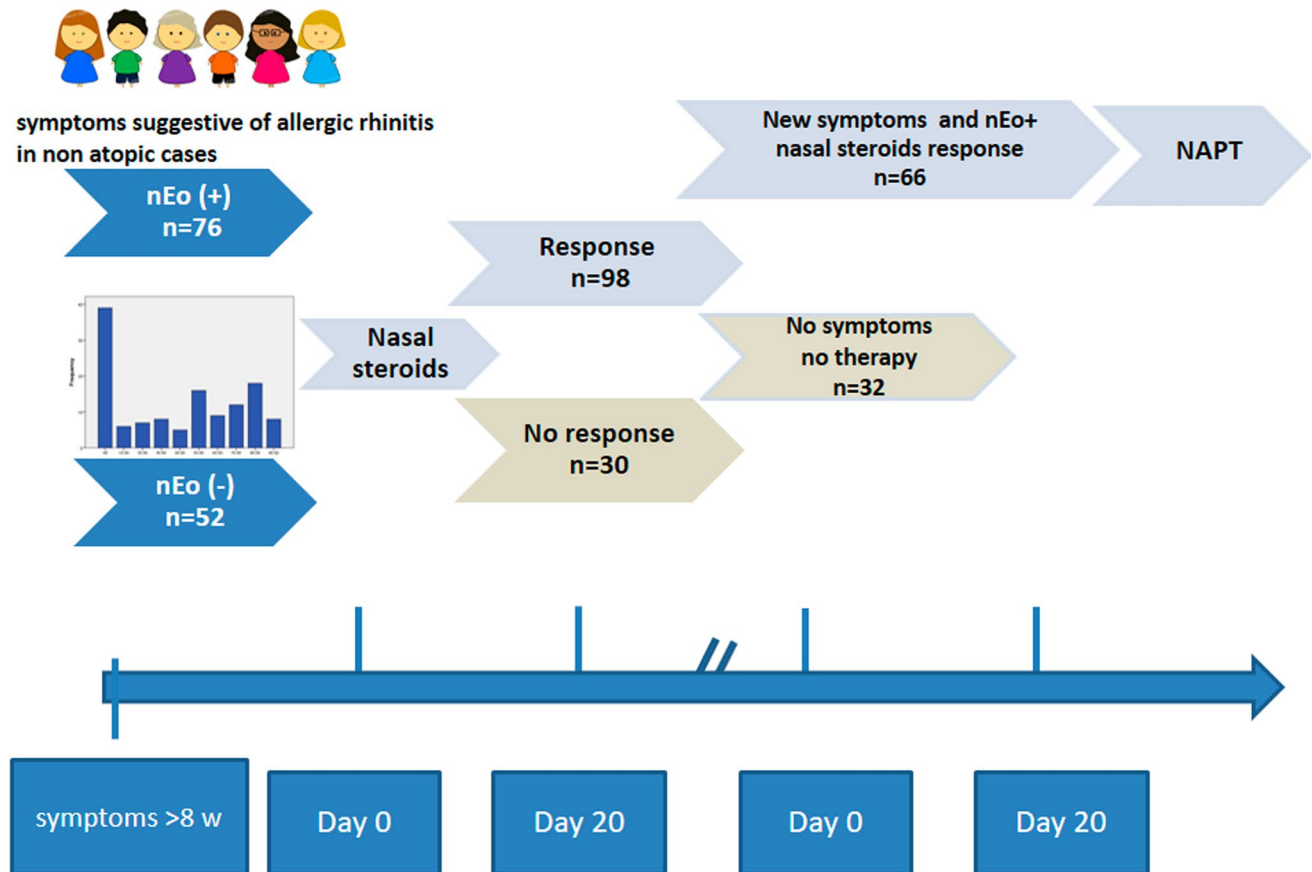 symptoms suggestive of allergic rhinitis
in non atopic cases
nEo (+)
n=76
Frequency
nEo (-)
n=52
Nasal
steroids
Response
n=98
No response
n=30
New symptoms and nEo+
nasal steroids response
n=66
No symptoms
no therapy
n=32
NAPT
symptoms >8 w
Day 0
Day 20
Day 0
Day 20